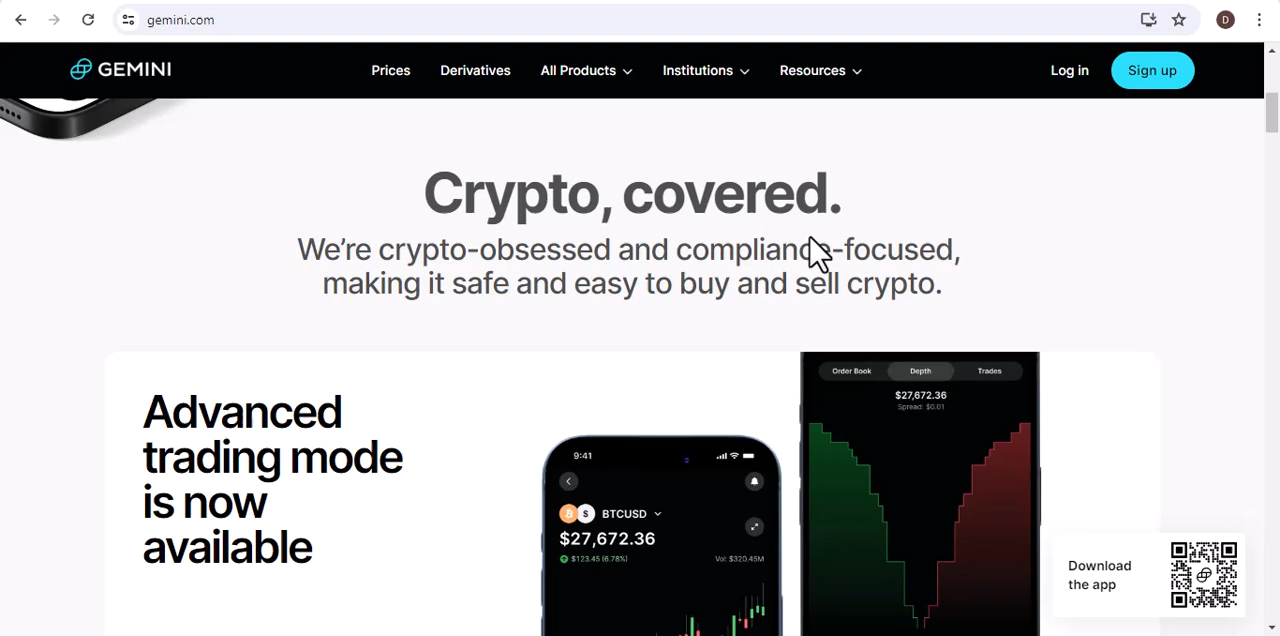 gemini.com
D
GEMINI
Prices
Derivatives
All Products
Institutions
Resources
Log in
Sign up
Crypto, covered.
We're crypto-obsessed and compliance-focused,
making it safe and easy to buy and sell crypto.
Advanced
trading mode
is now
available
9:41
BTCUSD
$27,672.36
$123.45 (6.78%)
Vol: $320.45M
Order Book
Depth
Trades
$27,672.36
Spread: $0.01
Download
the app